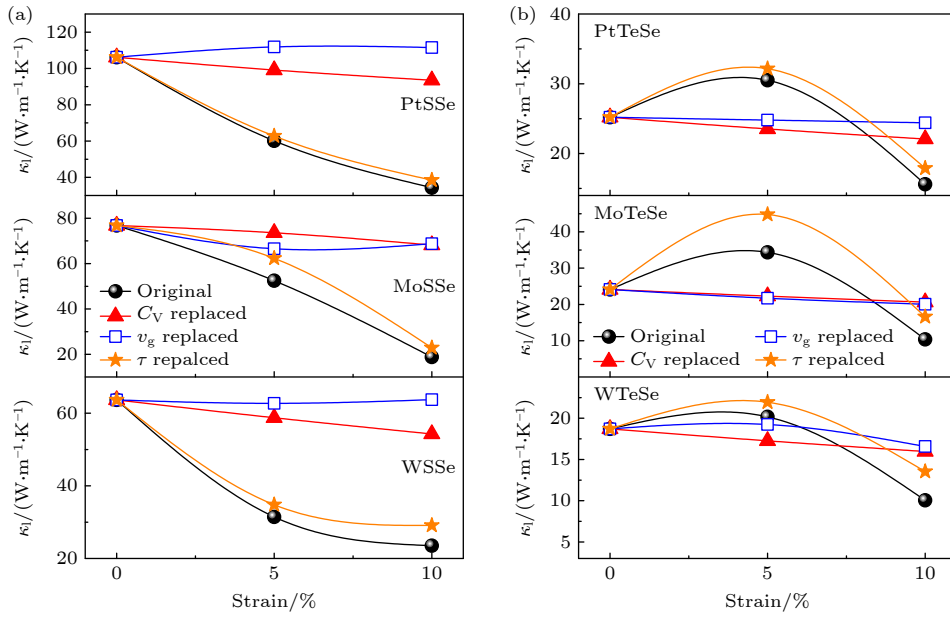 (a)
120
100
80
60
40
κl/(W·m−1·K−1)
PtSSe
80
60
40
20
κl/(W·m−1·K−1)
MoSSe
Original
CV replaced
vg replaced
τ repalced
60
40
20
κl/(W·m−1·K−1)
WSSe
0
5
10
Strain/%
(b)
40
30
20
κl/(W·m−1·K−1)
PtTeSe
40
30
20
10
κl/(W·m−1·K−1)
MoTeSe
Original
vg replaced
CV replaced
τ repalced
20
15
10
5
κl/(W·m−1·K−1)
WTeSe
0
5
10
Strain/%